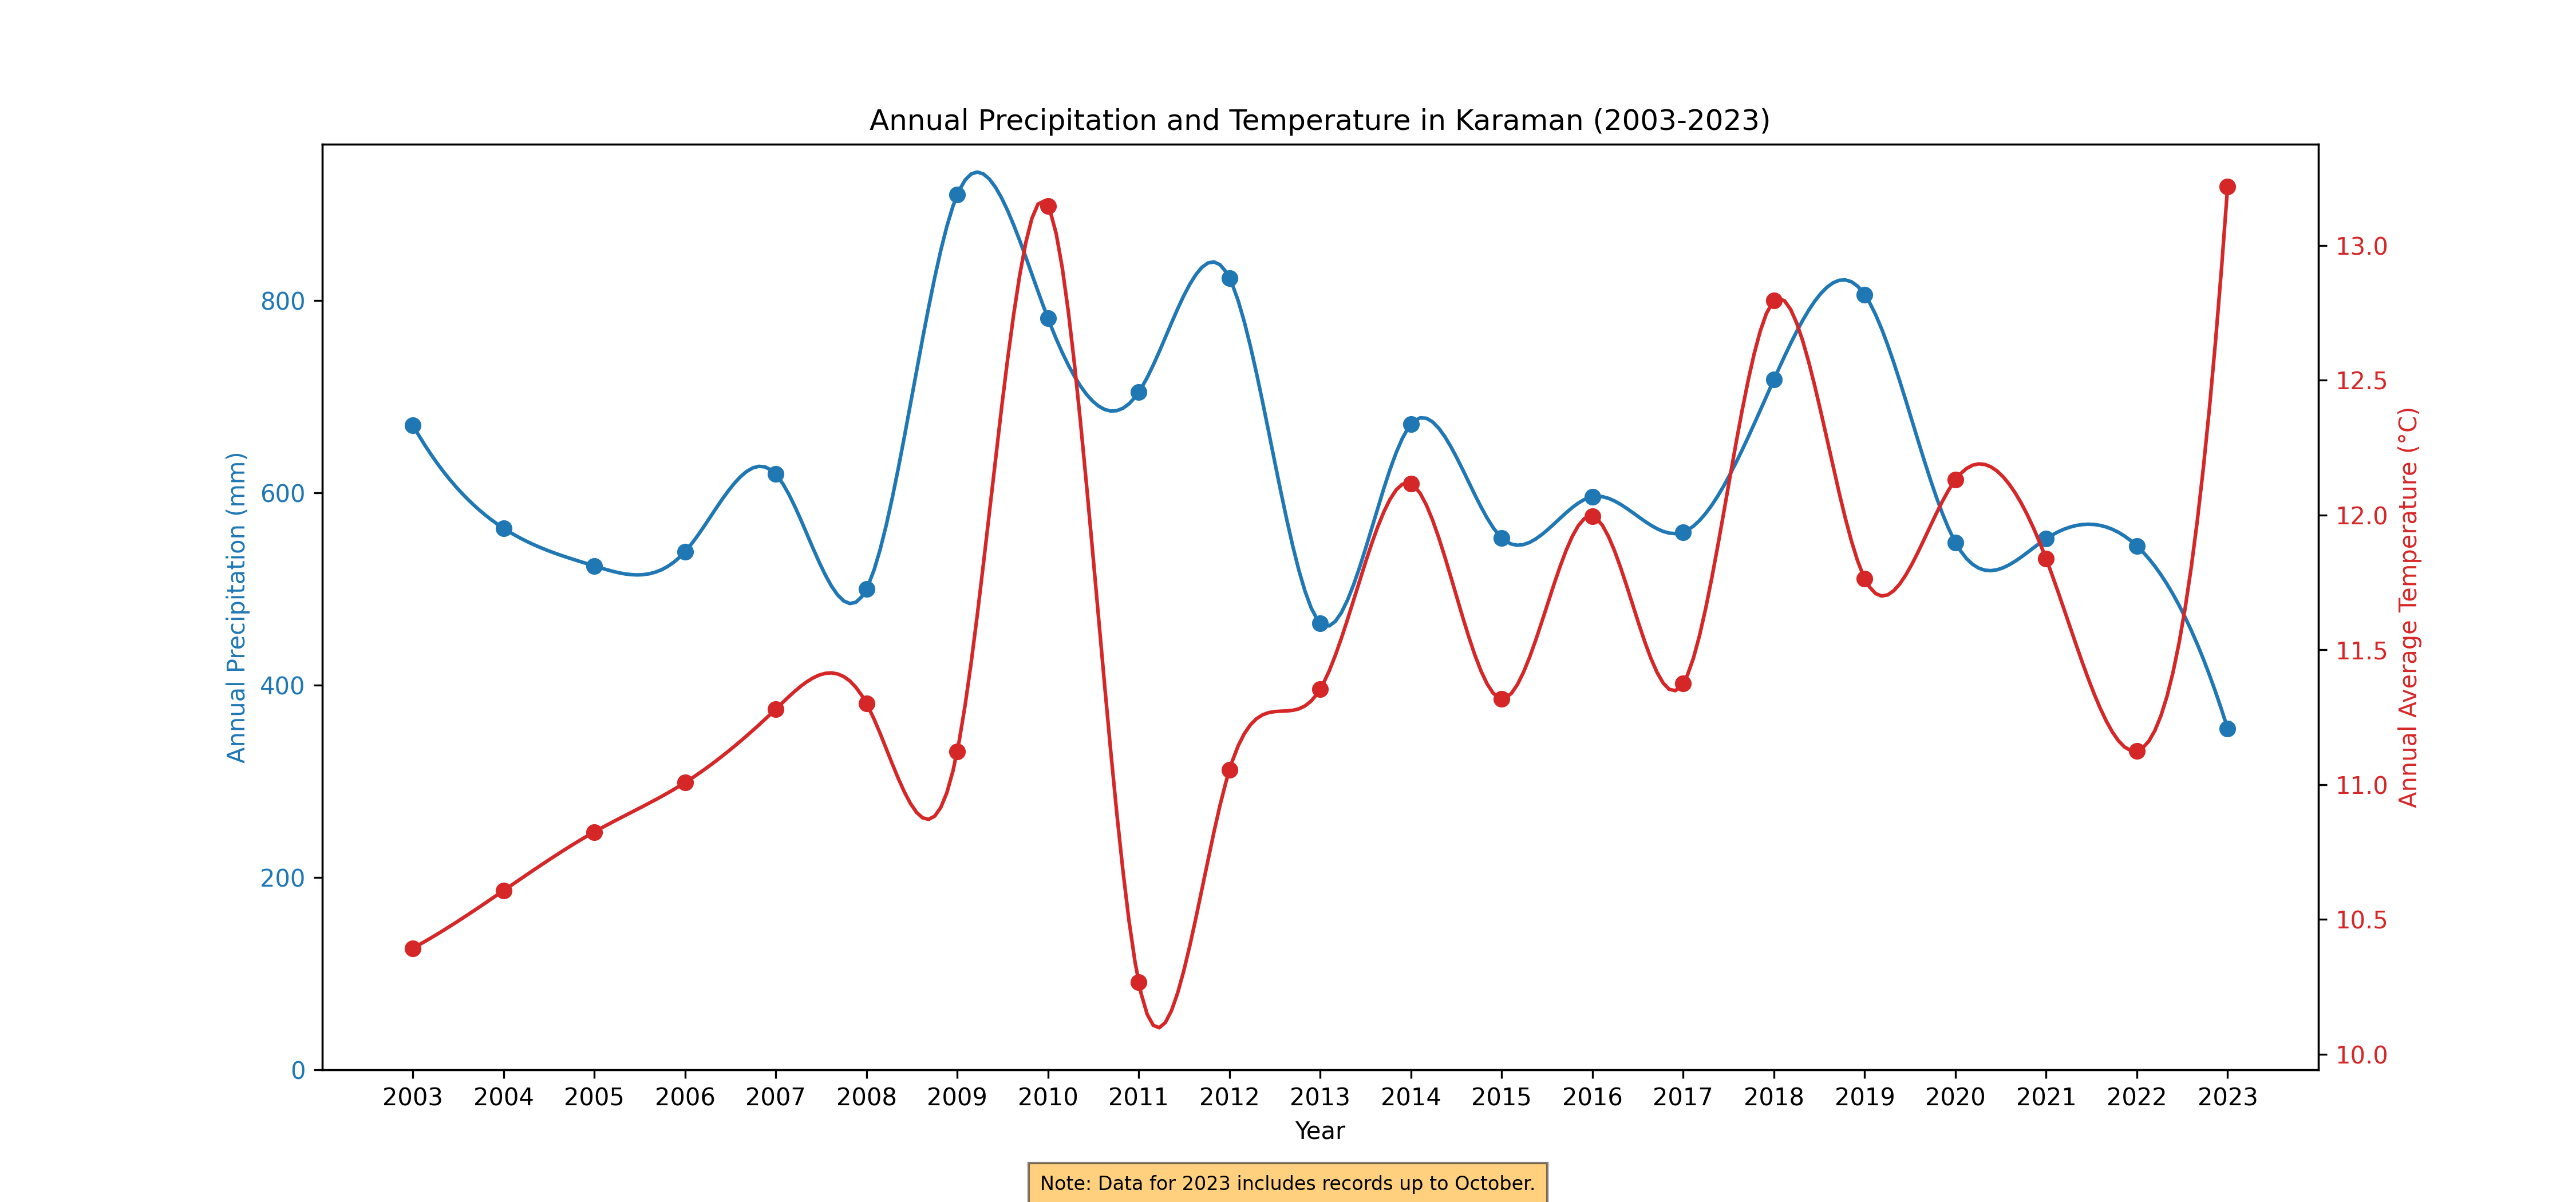 Annual Precipitation and Temperature in Karaman (2003-2023)
Annual Precipitation (mm)
800
600
400
200
0
13.0
12.5
12.0
11.5
11.0
10.5
10.0
Annual Average Temperature (°C)
2003 2004 2005 2006 2007 2008 2009 2010 2011 2012 2013 2014 2015 2016 2017 2018 2019 2020 2021 2022 2023
Year
Note: Data for 2023 includes records up to October.